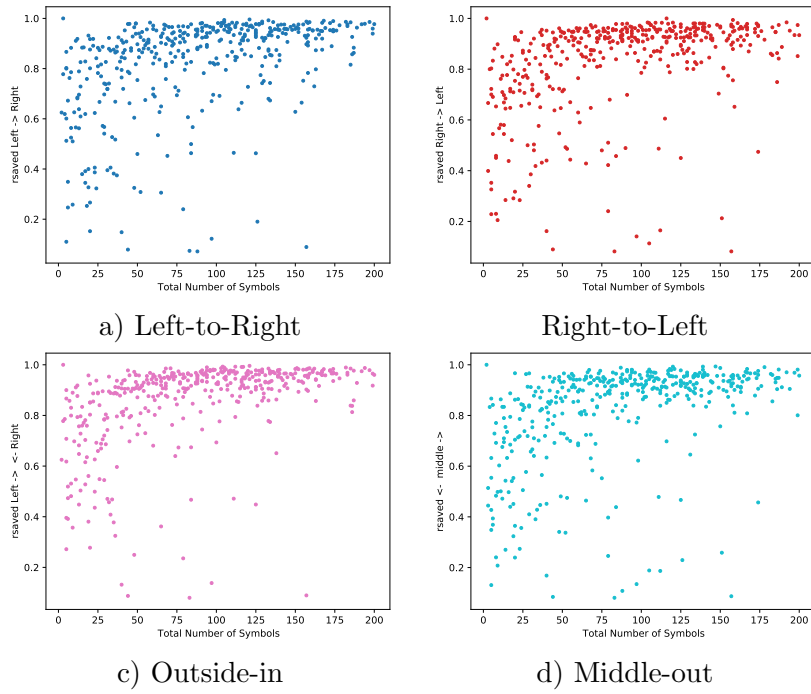 1.0
0.8
0.6
0.4
0.2
rsaved Left -> Right
0 25 50 75 100 125 150 175 200
Total Number of Symbols
a) Left-to-Right
1.0
0.8
0.6
0.4
0.2
rsaved Right -> Left
0 25 50 75 100 125 150 175 200
Total Number of Symbols
Right-to-Left
1.0
0.8
0.6
0.4
0.2
rsaved Left -> <- Right
0 25 50 75 100 125 150 175 200
Total Number of Symbols
c) Outside-in
1.0
0.8
0.6
0.4
0.2
rsaved <- middle ->
0 25 50 75 100 125 150 175 200
Total Number of Symbols
d) Middle-out